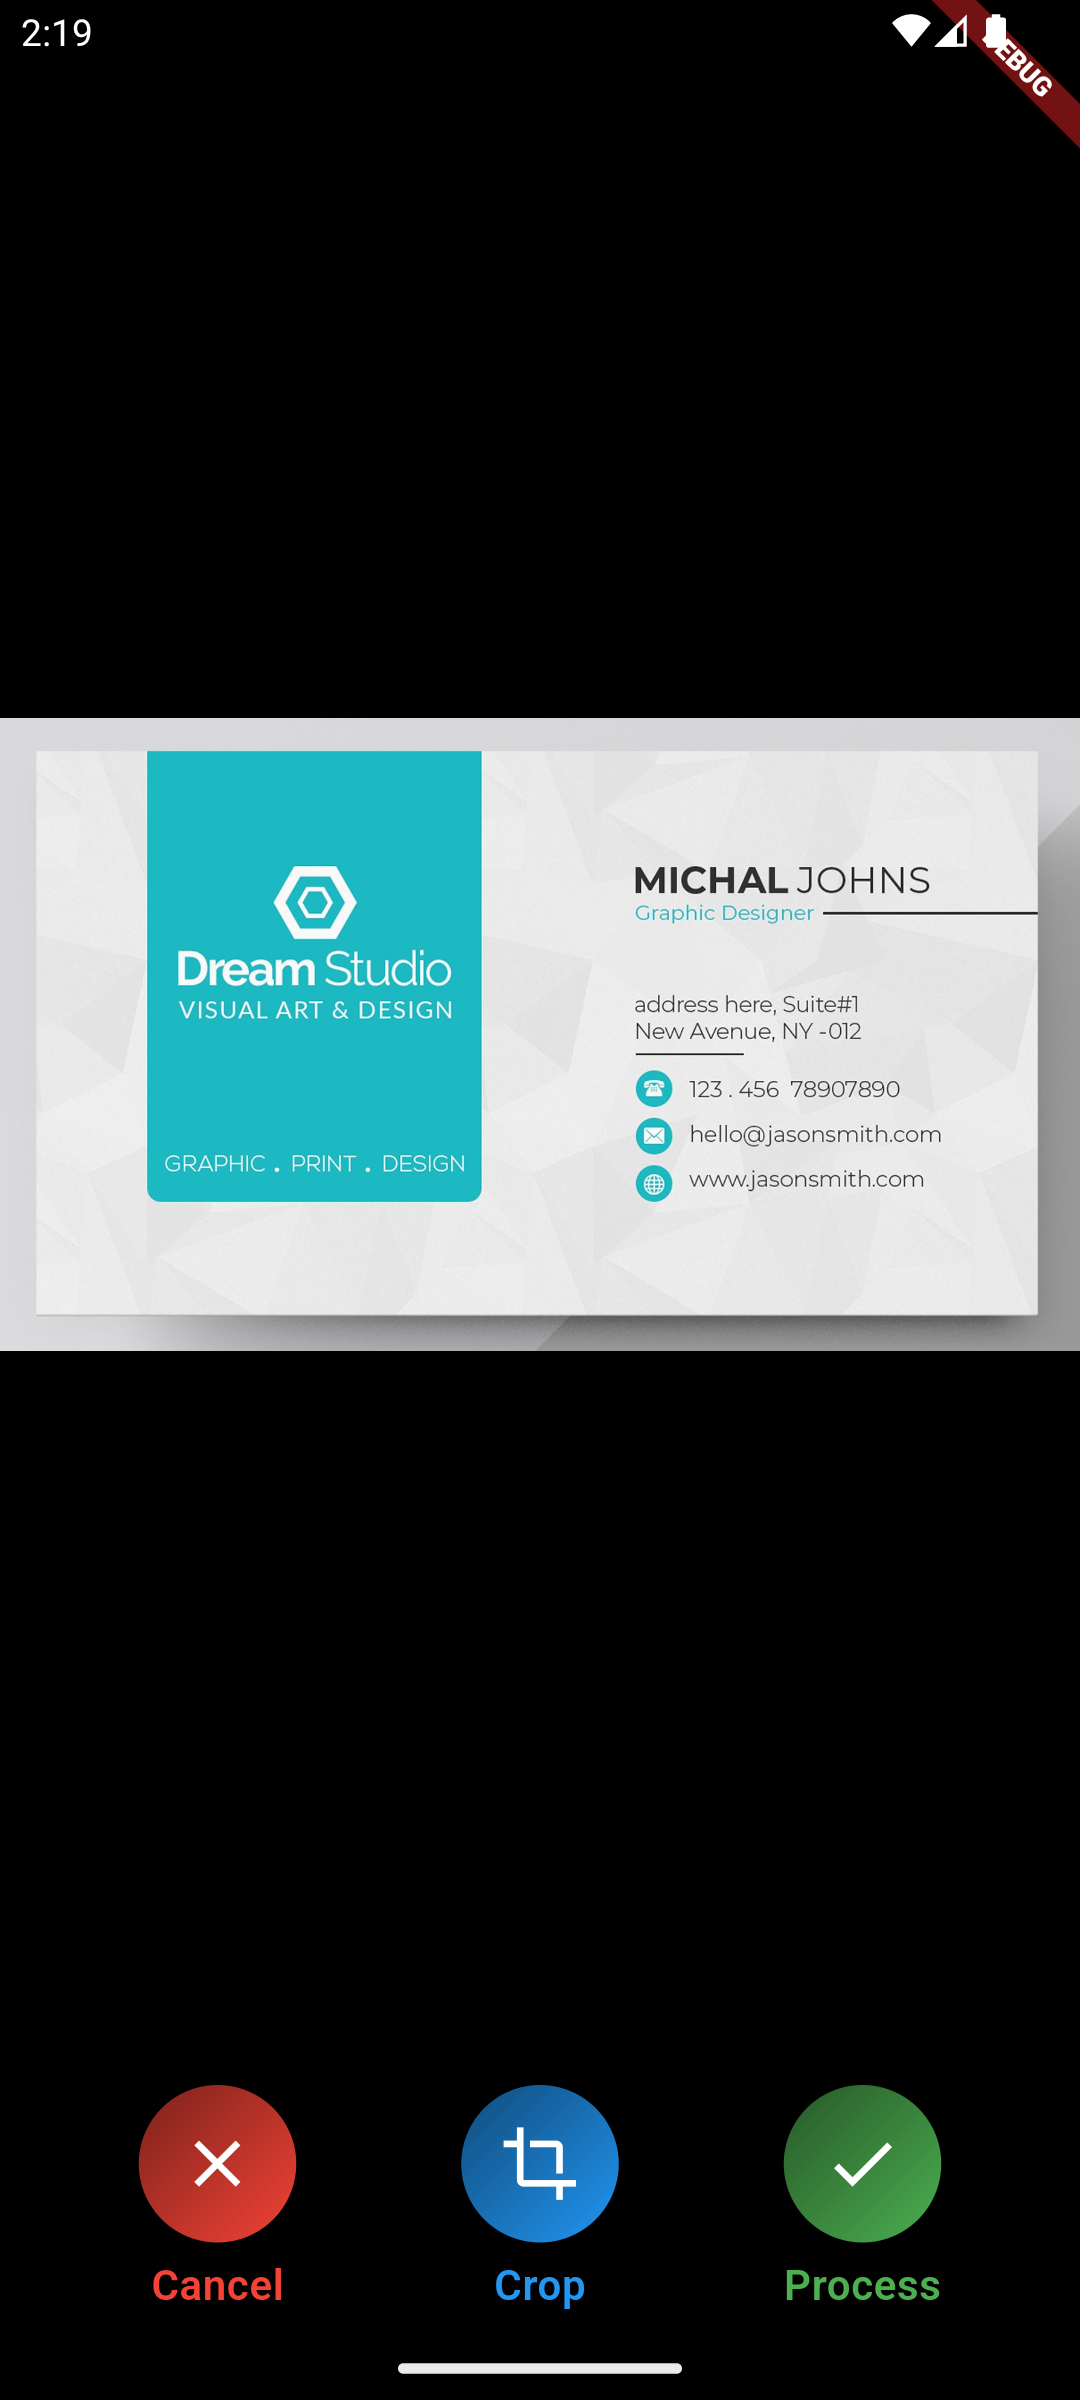 2:19
DEBUG
Dream Studio
VISUAL ART & DESIGN
GRAPHIC . PRINT . DESIGN
MICHAL JOHNS
Graphic Designer
address here, Suite#1
New Avenue, NY -012
123 . 456 78907890
hello@jasonsmith.com
www.jasonsmith.com
Cancel
Crop
Process